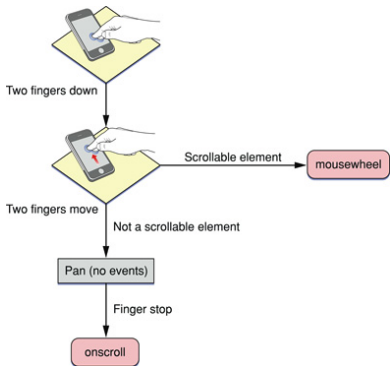 Two fingers down
Scrollable element
mousewheel
Two fingers move
Not a scrollable element
Pan (no events)
Finger stop
onscroll